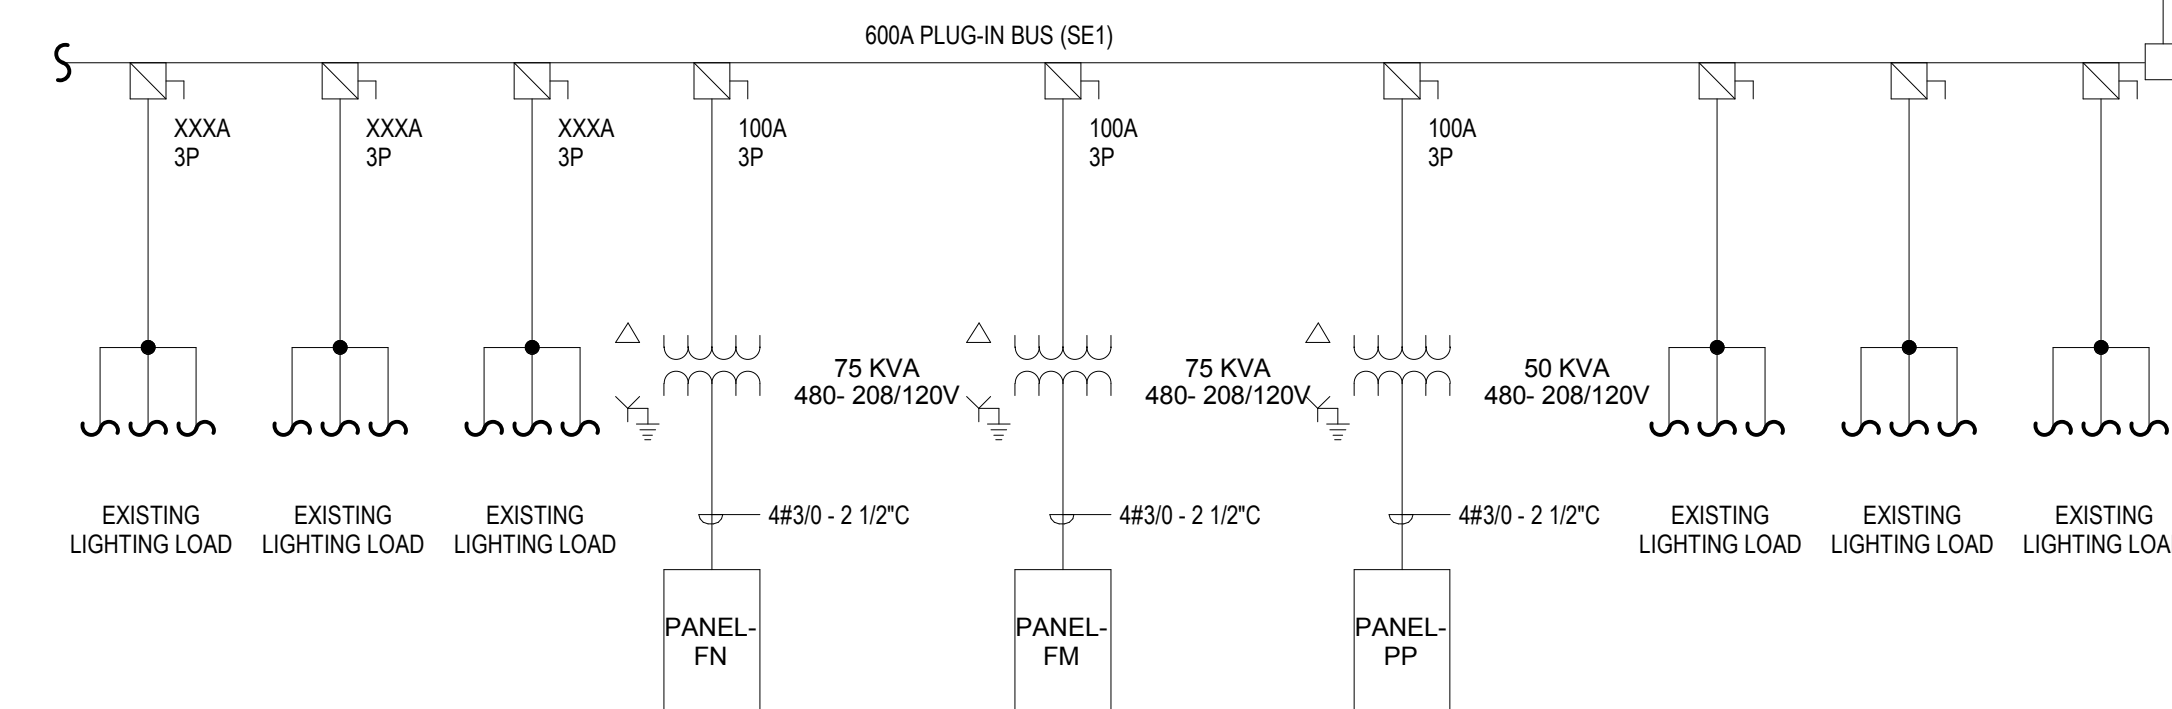 600A PLUG-IN BUS (SE1)
XXXA
3P
XXXA
3P
XXXA
3P
100A
3P
100A
3P
100A
3P
75 KVA
480- 208/120V
75 KVA
480- 208/120V
50 KVA
480- 208/120V
EXISTING
LIGHTING LOAD
EXISTING
LIGHTING LOAD
EXISTING
LIGHTING LOAD
4#3/0 - 2 1/2"C
4#3/0 - 2 1/2"C
4#3/0 - 2 1/2"C
EXISTING
LIGHTING LOAD
EXISTING
LIGHTING LOAD
EXISTING
LIGHTING LOA
PANEL-
FN
PANEL-
FM
PANEL-
PP